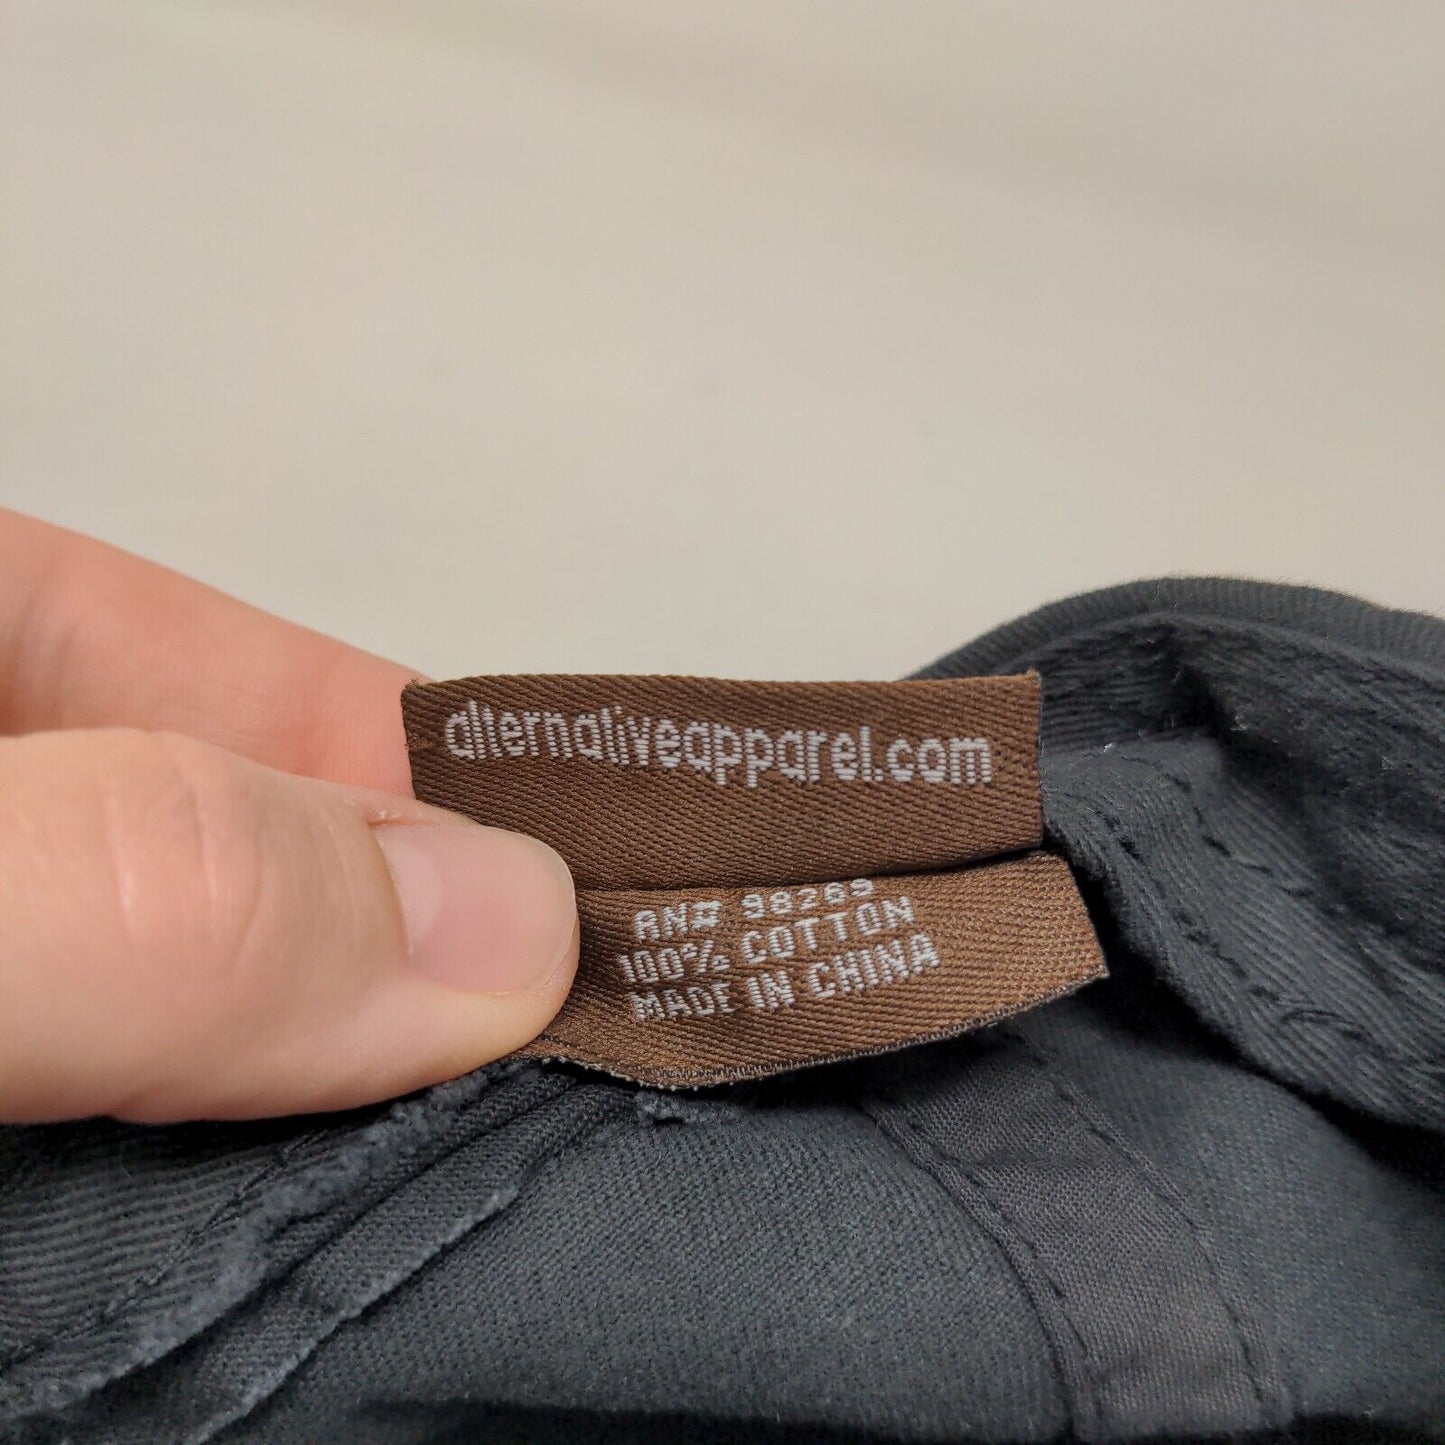 alternativeapparel.com
RN# 98269
100% COTTON
MADE IN CHINA